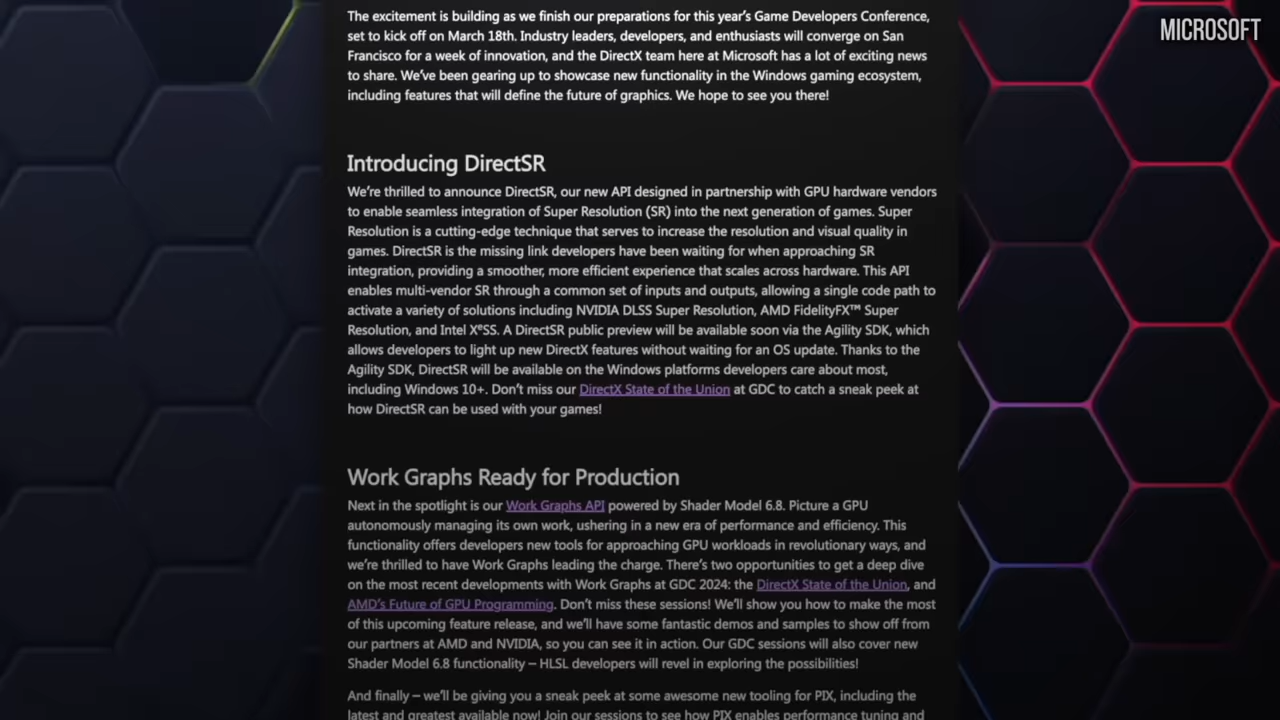 MICROSOFT
The excitement is building as we finish our preparations for this year's Game Developers Conference,
set to kick off on March 18th. Industry leaders, developers, and enthusiasts will converge on San
Francisco for a week of innovation, and the DirectX team here at Microsoft has a lot of exciting news
to share. We've been gearing up to showcase new functionality in the Windows gaming ecosystem,
including features that will define the future of graphics. We hope to see you there!
Introducing DirectSR
We're thrilled to announce DirectSR, our new API designed in partnership with GPU hardware vendors
to enable seamless integration of Super Resolution (SR) into the next generation of games. Super
Resolution is a cutting-edge technique that serves to increase the resolution and visual quality in
games. DirectSR is the missing link developers have been waiting for when approaching SR
integration, providing a smoother, more efficient experience that scales across hardware. This API
enables multi-vendor SR through a common set of inputs and outputs, allowing a single code path to
activate a variety of solutions including NVIDIA DLSS Super Resolution, AMD FidelityFX™ Super
Resolution, and Intel XᵉSS. A DirectSR public preview will be available soon via the Agility SDK, which
allows developers to light up new DirectX features without waiting for an OS update. Thanks to the
Agility SDK, DirectSR will be available on the Windows platforms developers care about most,
including Windows 10+. Don't miss our DirectX State of the Union at GDC to catch a sneak peek at
how DirectSR can be used with your games!
Work Graphs Ready for Production
Next in the spotlight is our Work Graphs API powered by Shader Model 6.8. Picture a GPU
autonomously managing its own work, ushering in a new era of performance and efficiency. This
functionality offers developers new tools for approaching GPU workloads in revolutionary ways, and
we're thrilled to have Work Graphs leading the charge. There's two opportunities to get a deep dive
on the most recent developments with Work Graphs at GDC 2024: the DirectX State of the Union, and
AMD's Future of GPU Programming. Don't miss these sessions! We'll show you how to make the most
of this upcoming feature release, and we'll have some fantastic demos and samples to show off from
our partners at AMD and NVIDIA, so you can see it in action. Our GDC sessions will also cover new
Shader Model 6.8 functionality – HLSL developers will revel in exploring the possibilities!
And finally – we'll be giving you a sneak peek at some awesome new tooling for PIX, including the
latest and greatest available now! Join our sessions to see how PIX enables performance tuning and